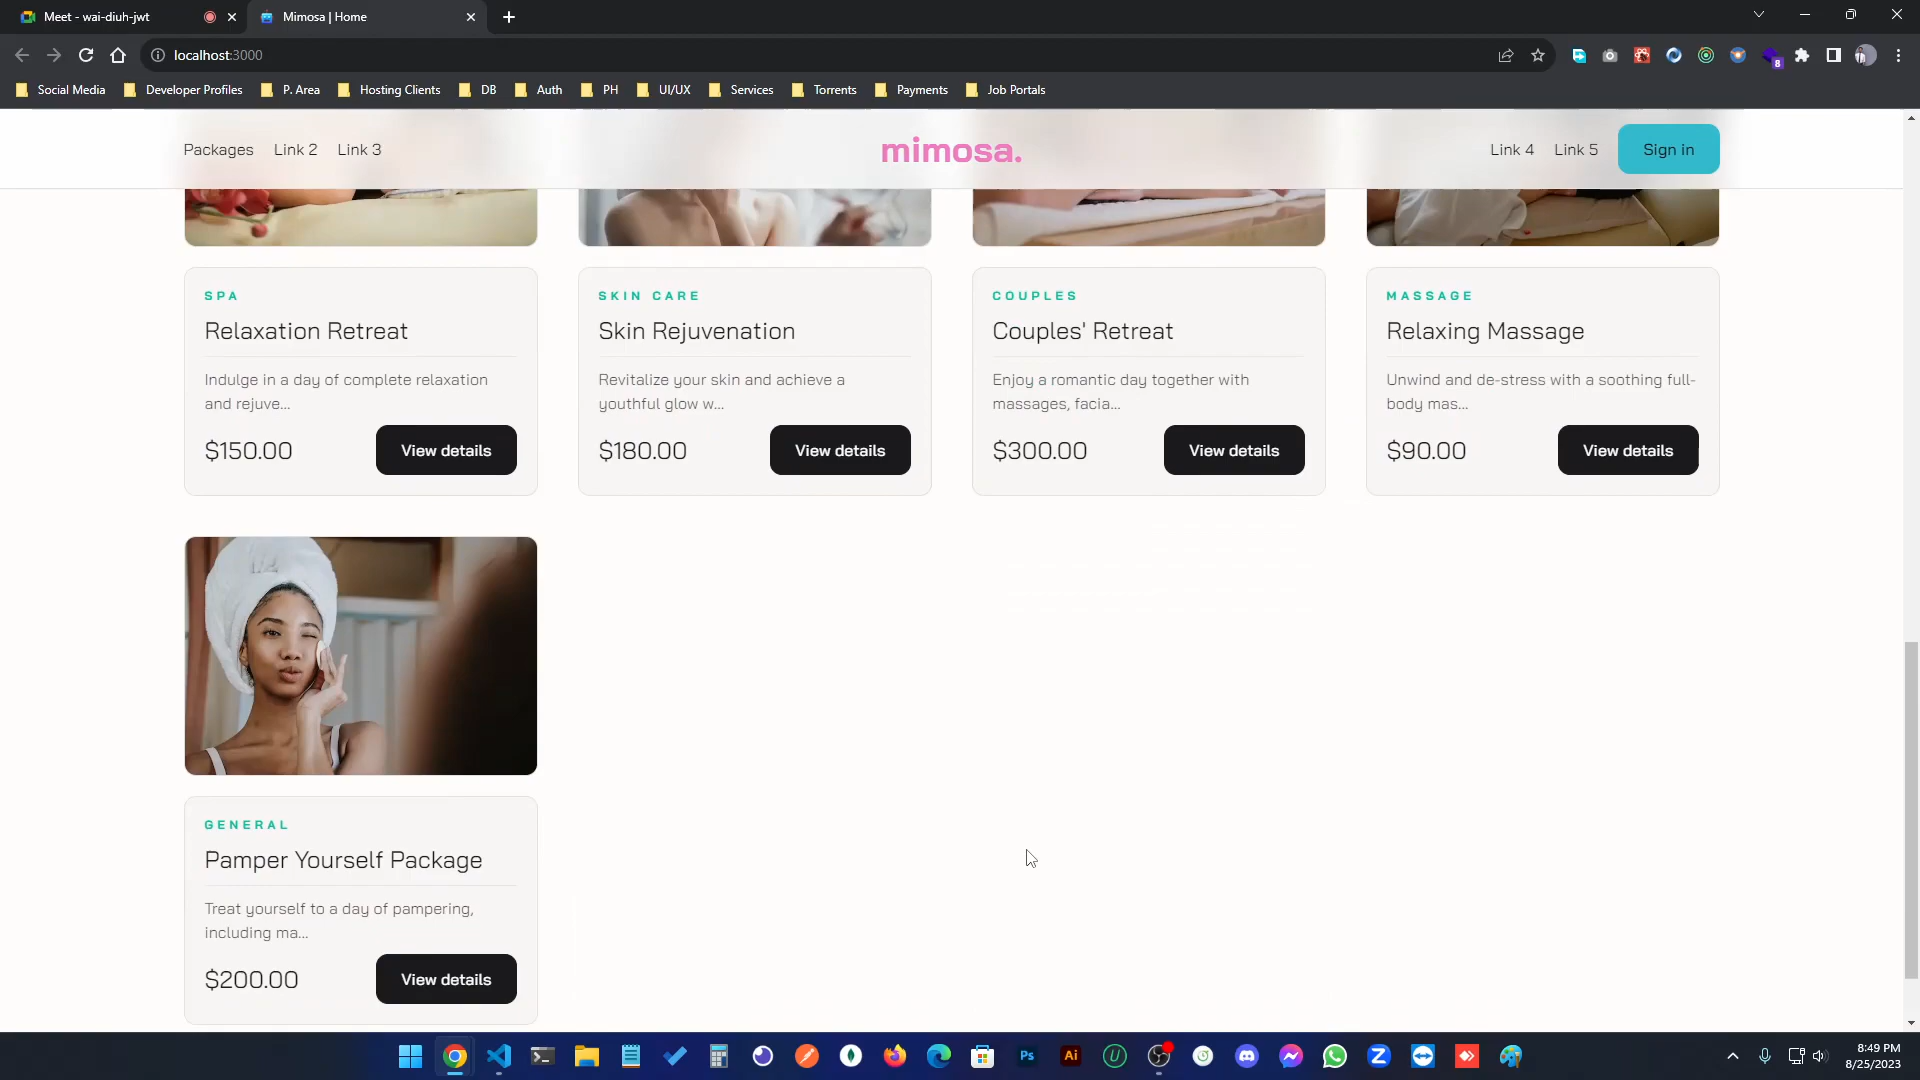 Meet - wai-diuh-jwt
Mimosa | Home
localhost:3000
8
Social Media
Developer Profiles
P. Area
Hosting Clients
DB
Auth
PH
UI/UX
Services
Torrents
Payments
Job Portals
Packages
Link 2
Link 3
mimosa.
Link 4
Link 5
Sign in
SPA
Relaxation Retreat
Indulge in a day of complete relaxation
and rejuve...
$150.00
View details
SKIN CARE
Skin Rejuvenation
Revitalize your skin and achieve a
youthful glow w...
$180.00
View details
COUPLES
Couples' Retreat
Enjoy a romantic day together with
massages, facia...
$300.00
View details
MASSAGE
Relaxing Massage
Unwind and de-stress with a soothing full-
body mas...
$90.00
View details
GENERAL
Pamper Yourself Package
Treat yourself to a day of pampering,
including ma...
$200.00
View details
Ps
Ai
8:49 PM
8/25/2023